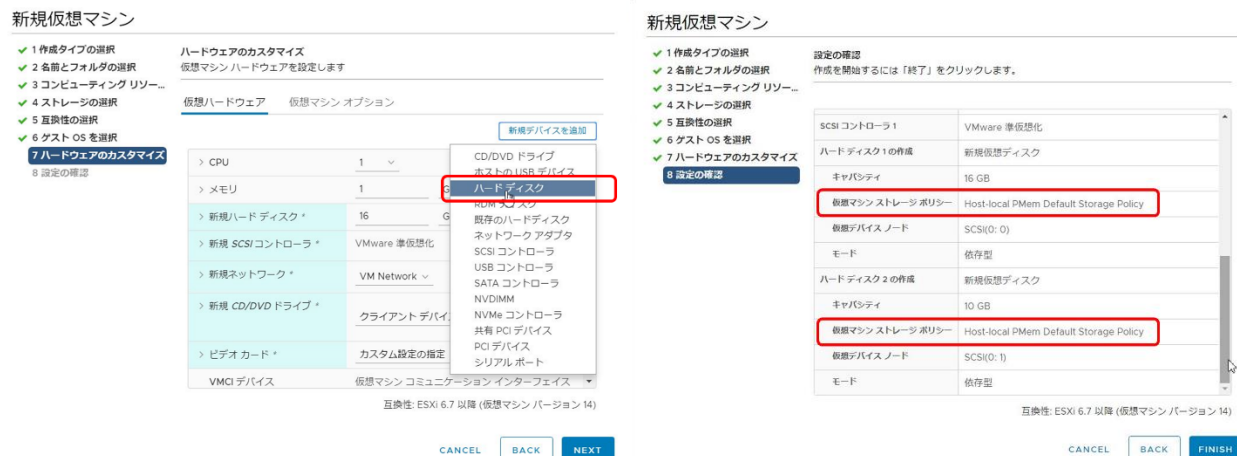 新規仮想マシン
✓ 1 作成タイプの選択
✓ 2 名前とフォルダの選択
✓ 3 コンピューティング リソー...
✓ 4 ストレージの選択
✓ 5 互換性の選択
✓ 6 ゲスト OS を選択
7 ハードウェアのカスタマイズ
8 設定の確認
ハードウェアのカスタマイズ
仮想マシン ハードウェアを設定します
仮想ハードウェア 仮想マシン オプション
新規デバイスを追加
> CPU 1
> メモリ 1 G
> 新規ハード ディスク * 16 G
> 新規 SCSI コントローラ * VMware 準仮想化
> 新規ネットワーク * VM Network
> 新規 CD/DVD ドライブ * クライアント デバイ
> ビデオ カード * カスタム設定の指定
VMCI デバイス 仮想マシン コミュニケーション インターフェイス
CD/DVD ドライブ
ホストの USB デバイス
ハード ディスク
RDM ディスク
既存のハードディスク
ネットワーク アダプタ
SCSI コントローラ
USB コントローラ
SATA コントローラ
NVDIMM
NVMe コントローラ
共有 PCI デバイス
PCI デバイス
シリアル ポート
互換性: ESXi 6.7 以降 (仮想マシン バージョン 14)
CANCEL BACK NEXT
新規仮想マシン
✓ 1 作成タイプの選択
✓ 2 名前とフォルダの選択
✓ 3 コンピューティング リソー...
✓ 4 ストレージの選択
✓ 5 互換性の選択
✓ 6 ゲスト OS を選択
✓ 7 ハードウェアのカスタマイズ
8 設定の確認
設定の確認
作成を開始するには「終了」をクリックします。
SCSI コントローラ 1 VMware 準仮想化
ハード ディスク 1 の作成 新規仮想ディスク
キャパシティ 16 GB
仮想マシン ストレージ ポリシー Host-local PMem Default Storage Policy
仮想デバイス ノード SCSI(0: 0)
モード 依存型
ハード ディスク 2 の作成 新規仮想ディスク
キャパシティ 10 GB
仮想マシン ストレージ ポリシー Host-local PMem Default Storage Policy
仮想デバイス ノード SCSI(0: 1)
モード 依存型
互換性: ESXi 6.7 以降 (仮想マシン バージョン 14)
CANCEL BACK FINISH